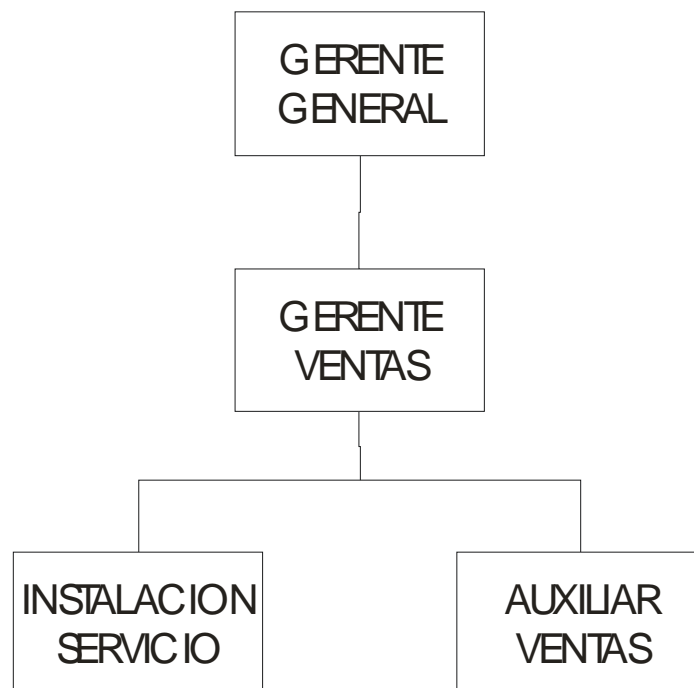 GERENTE
GENERAL
GERENTE
VENTAS
INSTALACION
SERVICIO
AUXILIAR
VENTAS